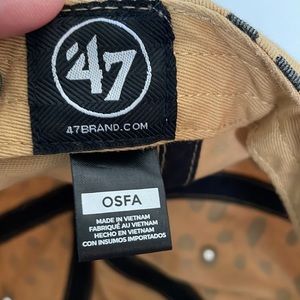 '47
47BRAND.COM
OSFA
MADE IN VIETNAM
FABRIQUÉ AU VIETNAM
HECHO EN VIETNAM
CON INSUMOS IMPORTADOS